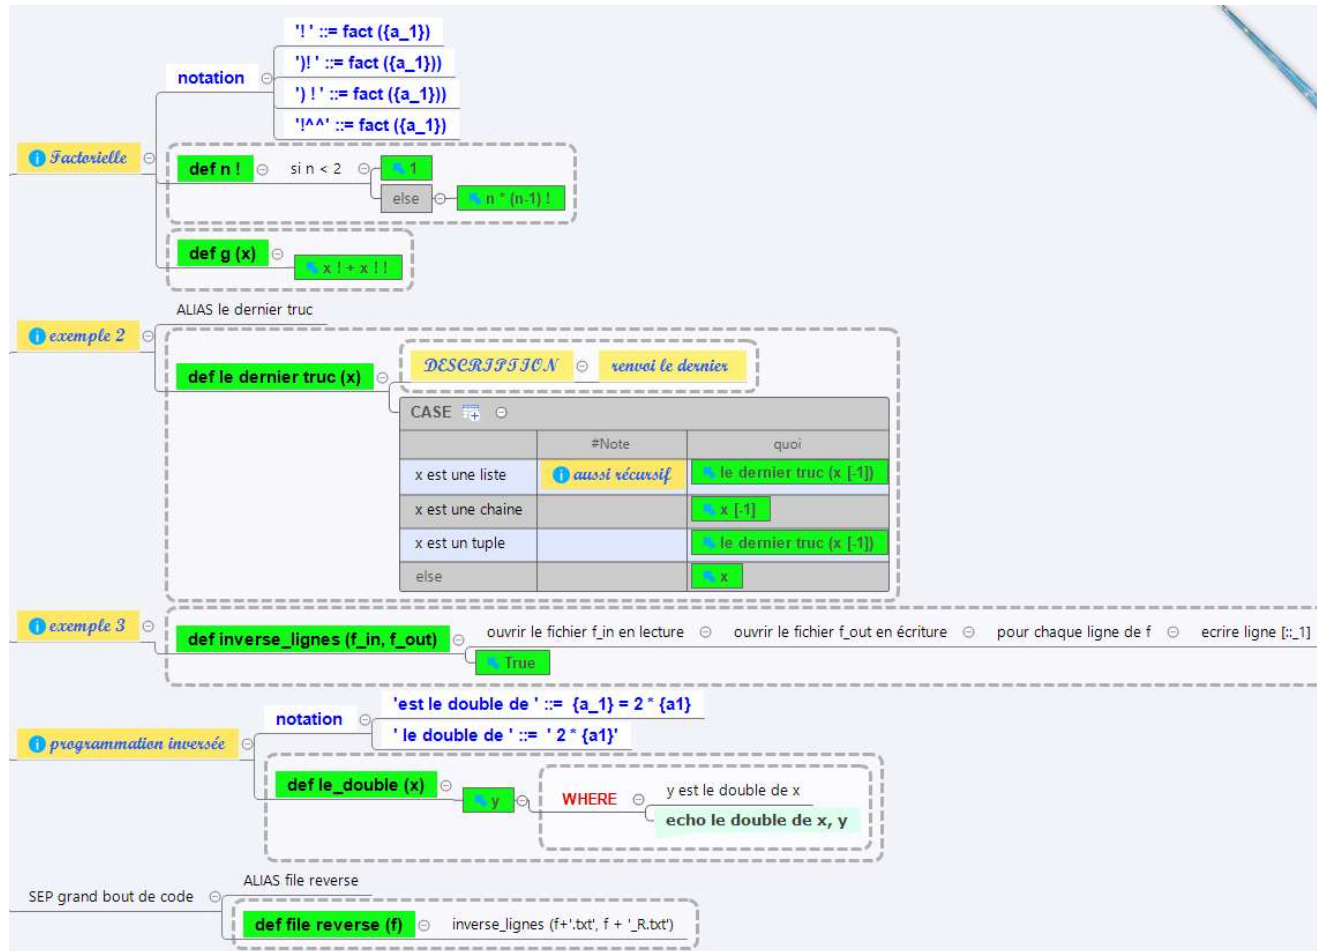 '! ' ::= fact ({a_1})
')! ' ::= fact ({a_1}))
') ! ' ::= fact ({a_1}))
'!^^' ::= fact ({a_1})
notation
Factorielle
def n !
si n < 2
1
else
n * (n-1) !
def g (x)
x ! + x ! !
ALIAS le dernier truc
exemple 2
def le dernier truc (x)
DESCRIPTION
renvoi le dernier
CASE
#Note
quoi
x est une liste
aussi récursif
le dernier truc (x [-1])
x est une chaine
x [-1]
x est un tuple
le dernier truc (x [-1])
else
x
exemple 3
def inverse_lignes (f_in, f_out)
ouvrir le fichier f_in en lecture
ouvrir le fichier f_out en écriture
pour chaque ligne de f
ecrire ligne [::_1]
True
programmation inversée
notation
'est le double de ' ::=  {a_1} = 2 * {a1}
' le double de ' ::=  ' 2 * {a1}'
def le_double (x)
y
WHERE
y est le double de x
echo le double de x, y
SEP grand bout de code
ALIAS file reverse
def file reverse (f)
inverse_lignes (f+'.txt', f + '_R.txt')